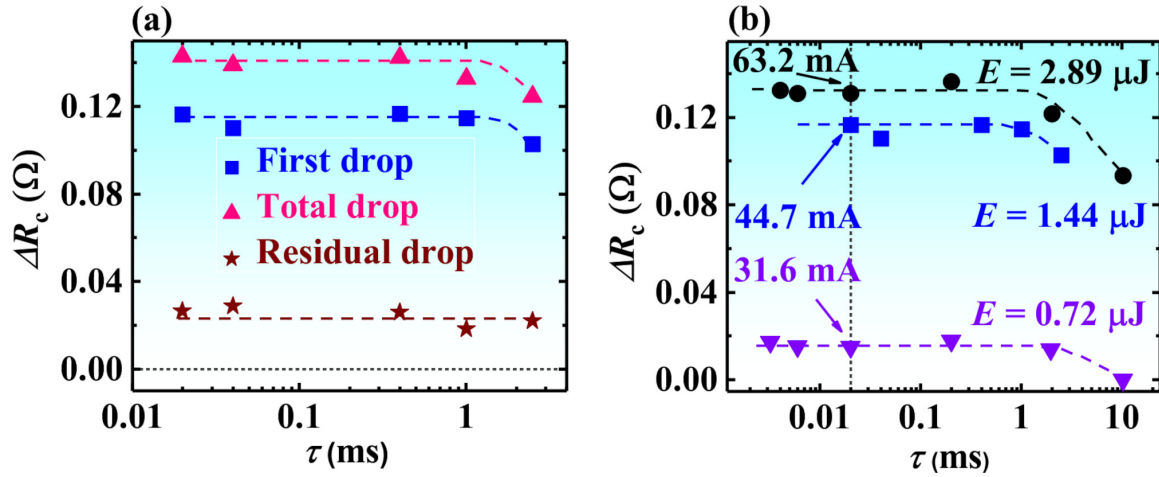 (a)
0.12
0.08
0.04
0.00
ΔRc (Ω)
First drop
Total drop
Residual drop
0.01
0.1
1
τ (ms)
(b)
63.2 mA
E = 2.89 μJ
0.12
44.7 mA
E = 1.44 μJ
0.08
31.6 mA
0.04
E = 0.72 μJ
0.00
ΔRc (Ω)
0.01
0.1
1
10
τ (ms)